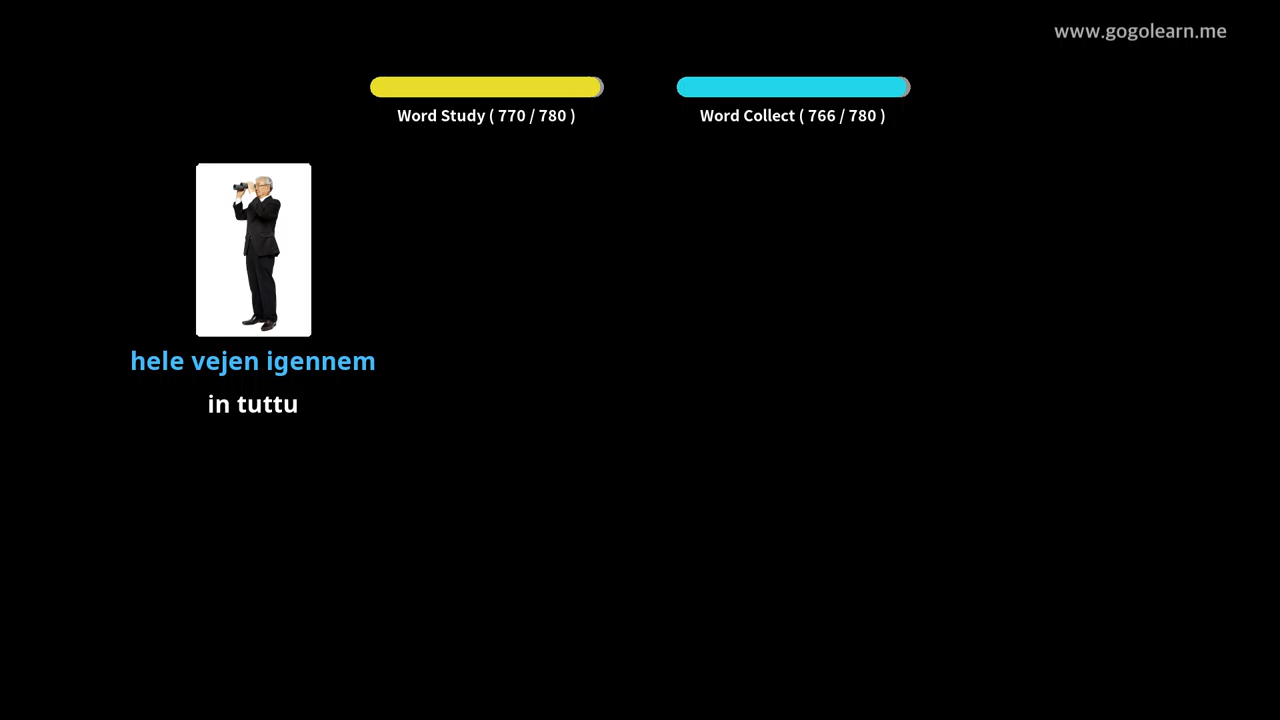 www.gogolearn.me
Word Study ( 770 / 780 )
Word Collect ( 766 / 780 )
hele vejen igennem
in tuttu